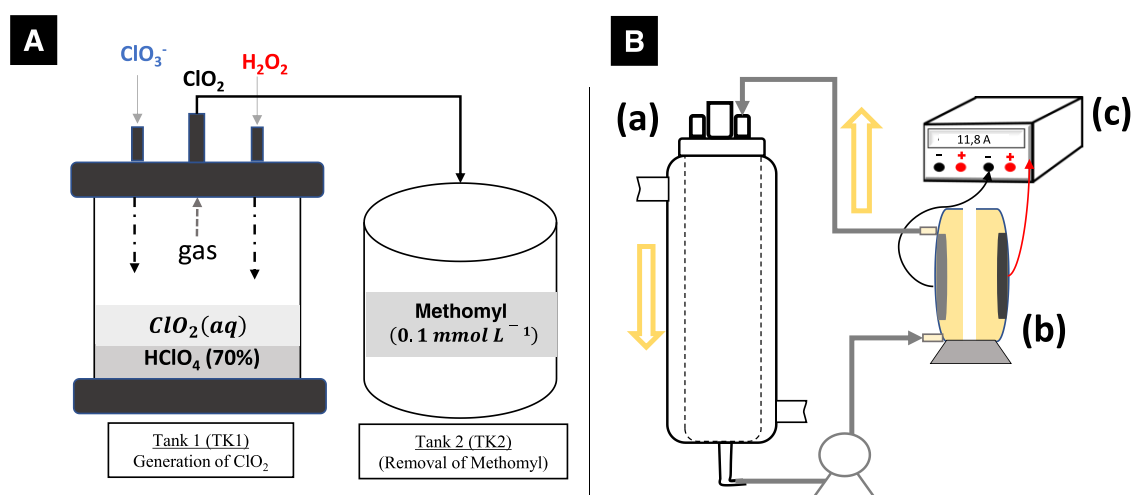 A
ClO₃⁻
ClO₂
H₂O₂
gas
ClO₂(aq)
HClO₄ (70%)
Methomyl
(0.1 mmol L⁻¹)
Tank 1 (TK1)
Generation of ClO₂
Tank 2 (TK2)
(Removal of Methomyl)
B
(a)
(c)
11,8 A
- + - +
(b)